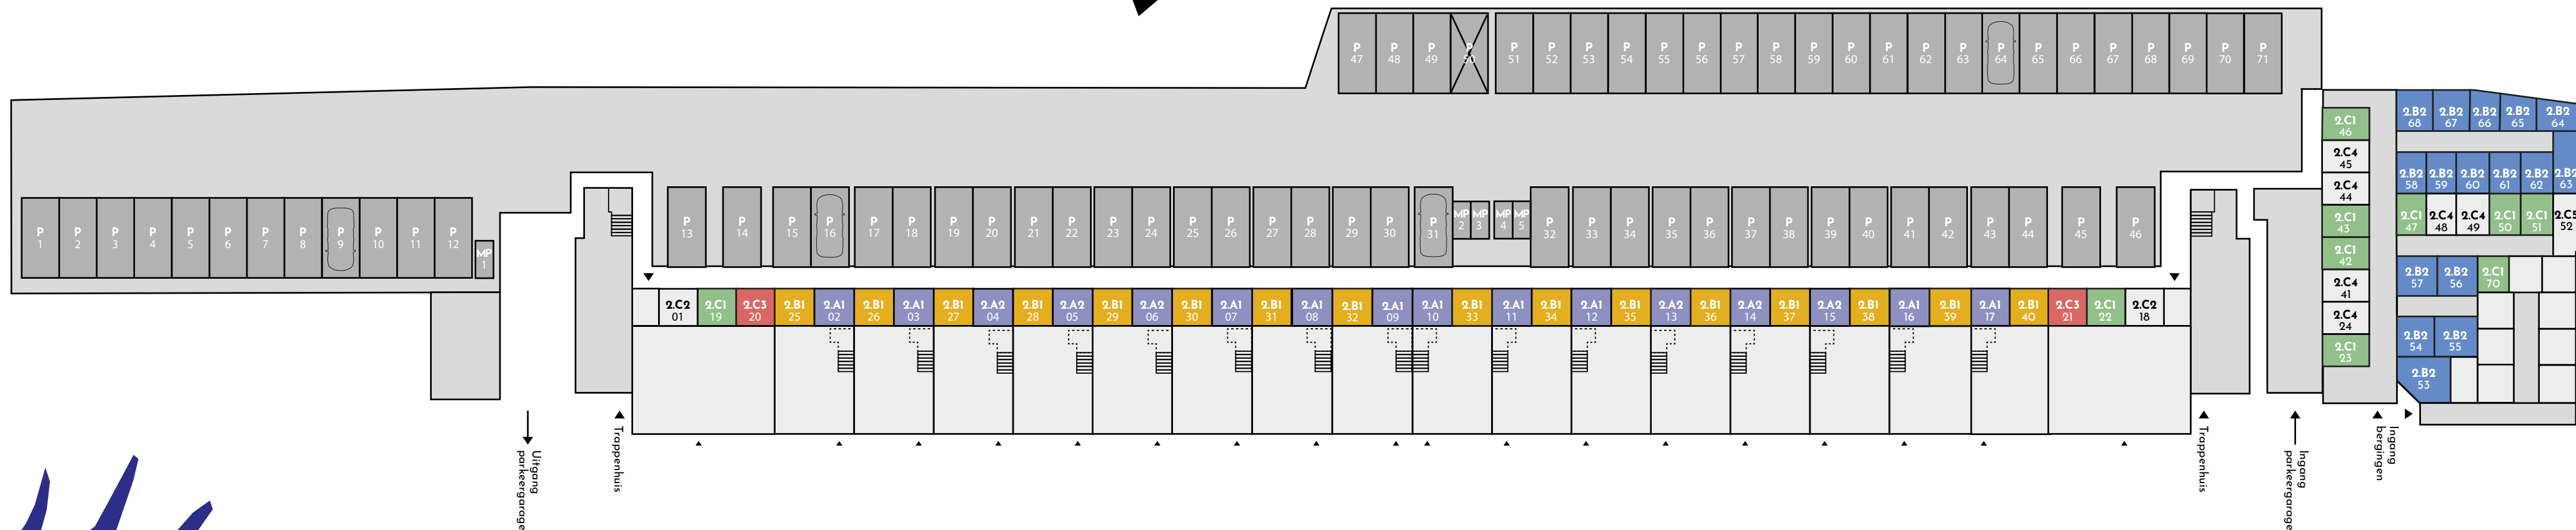 P P P P P P P P P P P P P P P P P P P P P P P P P
47 48 49 50 51 52 53 54 55 56 57 58 59 60 61 62 63 64 65 66 67 68 69 70 71
2.B2 2.B2 2.B2 2.B2 2.B2
68 67 66 65 64
2.C1
46
2.C4
45
2.C4
44
2.C1
43
2.C1
42
2.C4
41
2.C4
24
2.C1
23
2.B2 2.B2 2.B2 2.B2 2.B2 2.B2
58 59 60 61 62 63
2.C1 2.C4 2.C4 2.C1 2.C1 2.C5
47 48 49 50 51 52
2.B2 2.B2 2.C1
57 56 70
2.B2 2.B2
54 55
2.B2
53
P P P P P P P P P P P P
1 2 3 4 5 6 7 8 9 10 11 12
MP
1
P P P P P P P P P P P P P P P P P P P
13 14 15 16 17 18 19 20 21 22 23 24 25 26 27 28 29 30 31
MP MP MP MP
2 3 4 5
P P P P P P P P P P P P P P P
32 33 34 35 36 37 38 39 40 41 42 43 44 45 46
2.C2 2.C1 2.C3 2.B1 2.A1 2.B1 2.A1 2.B1 2.A2 2.B1 2.A2 2.B1 2.A2 2.B1 2.A1 2.B1 2.A1 2.B1 2.A1 2.A1 2.B1 2.A1 2.B1 2.A1 2.B1 2.A2 2.B1 2.A2 2.B1 2.A2 2.B1 2.A1 2.B1 2.A1 2.B1 2.C3 2.C1 2.C2
01 19 20 25 02 26 03 27 04 28 05 29 06 30 07 31 08 32 09 10 33 11 34 12 35 13 36 14 37 15 38 16 39 17 40 21 22 18
Uitgang
parkeergarage
Trappenhuis
Trappenhuis
Ingang
parkeergarage
Ingang
bergingen